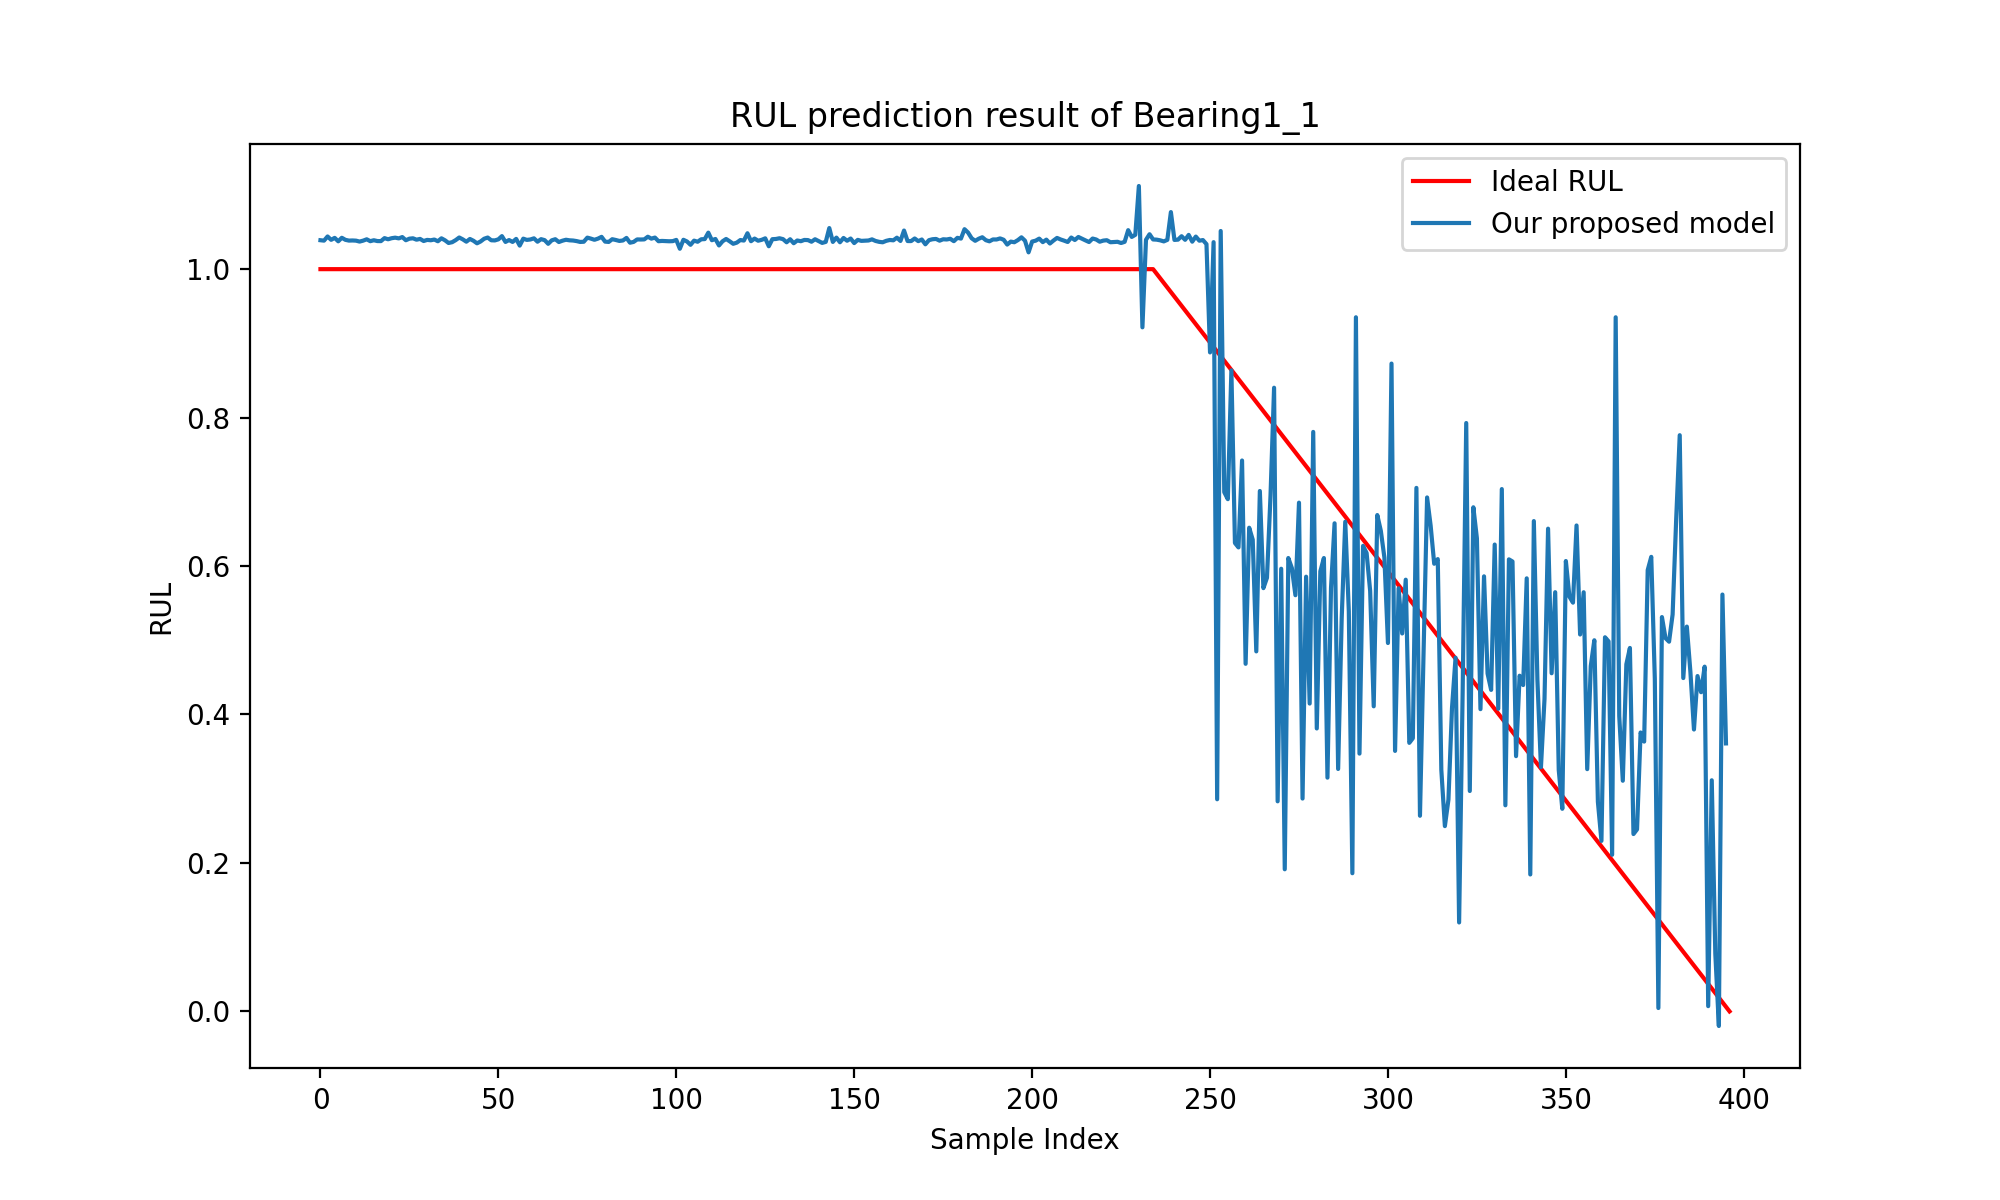 RUL prediction result of Bearing1_1
Ideal RUL
Our proposed model
RUL
1.0
0.8
0.6
0.4
0.2
0.0
0 50 100 150 200 250 300 350 400
Sample Index